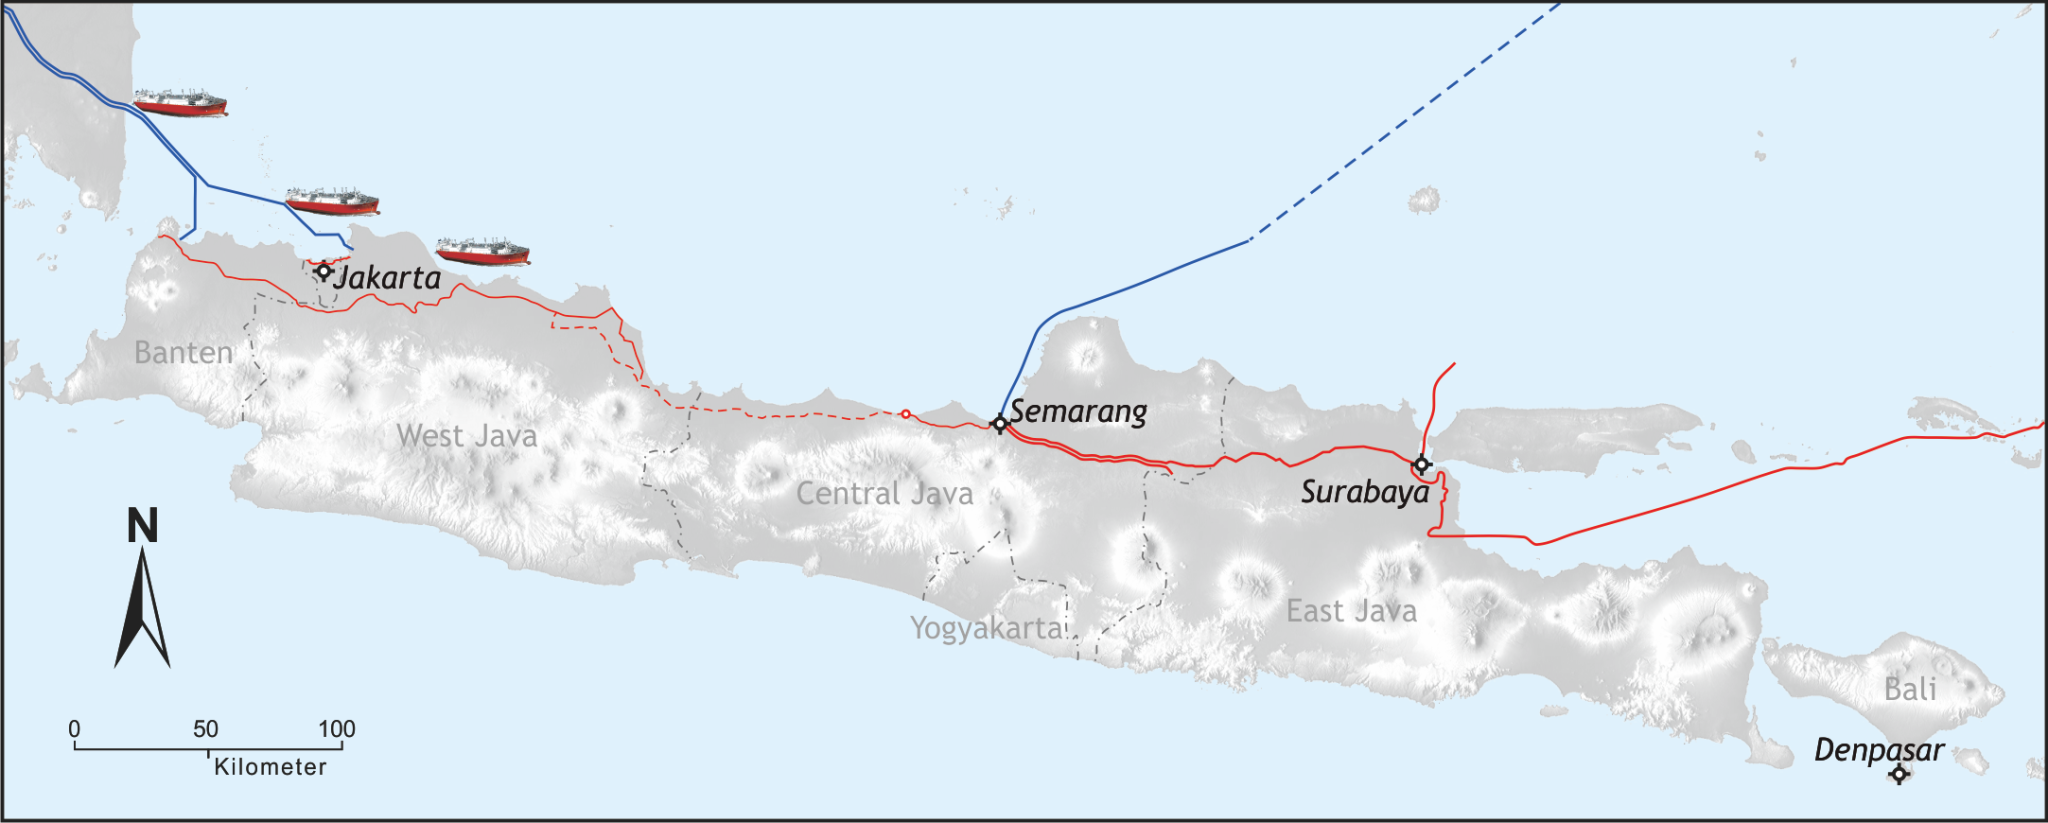 Jakarta
Banten
West Java
Semarang
Central Java
Surabaya
N
Yogyakarta
East Java
Bali
0 50 100
Kilometer
Denpasar